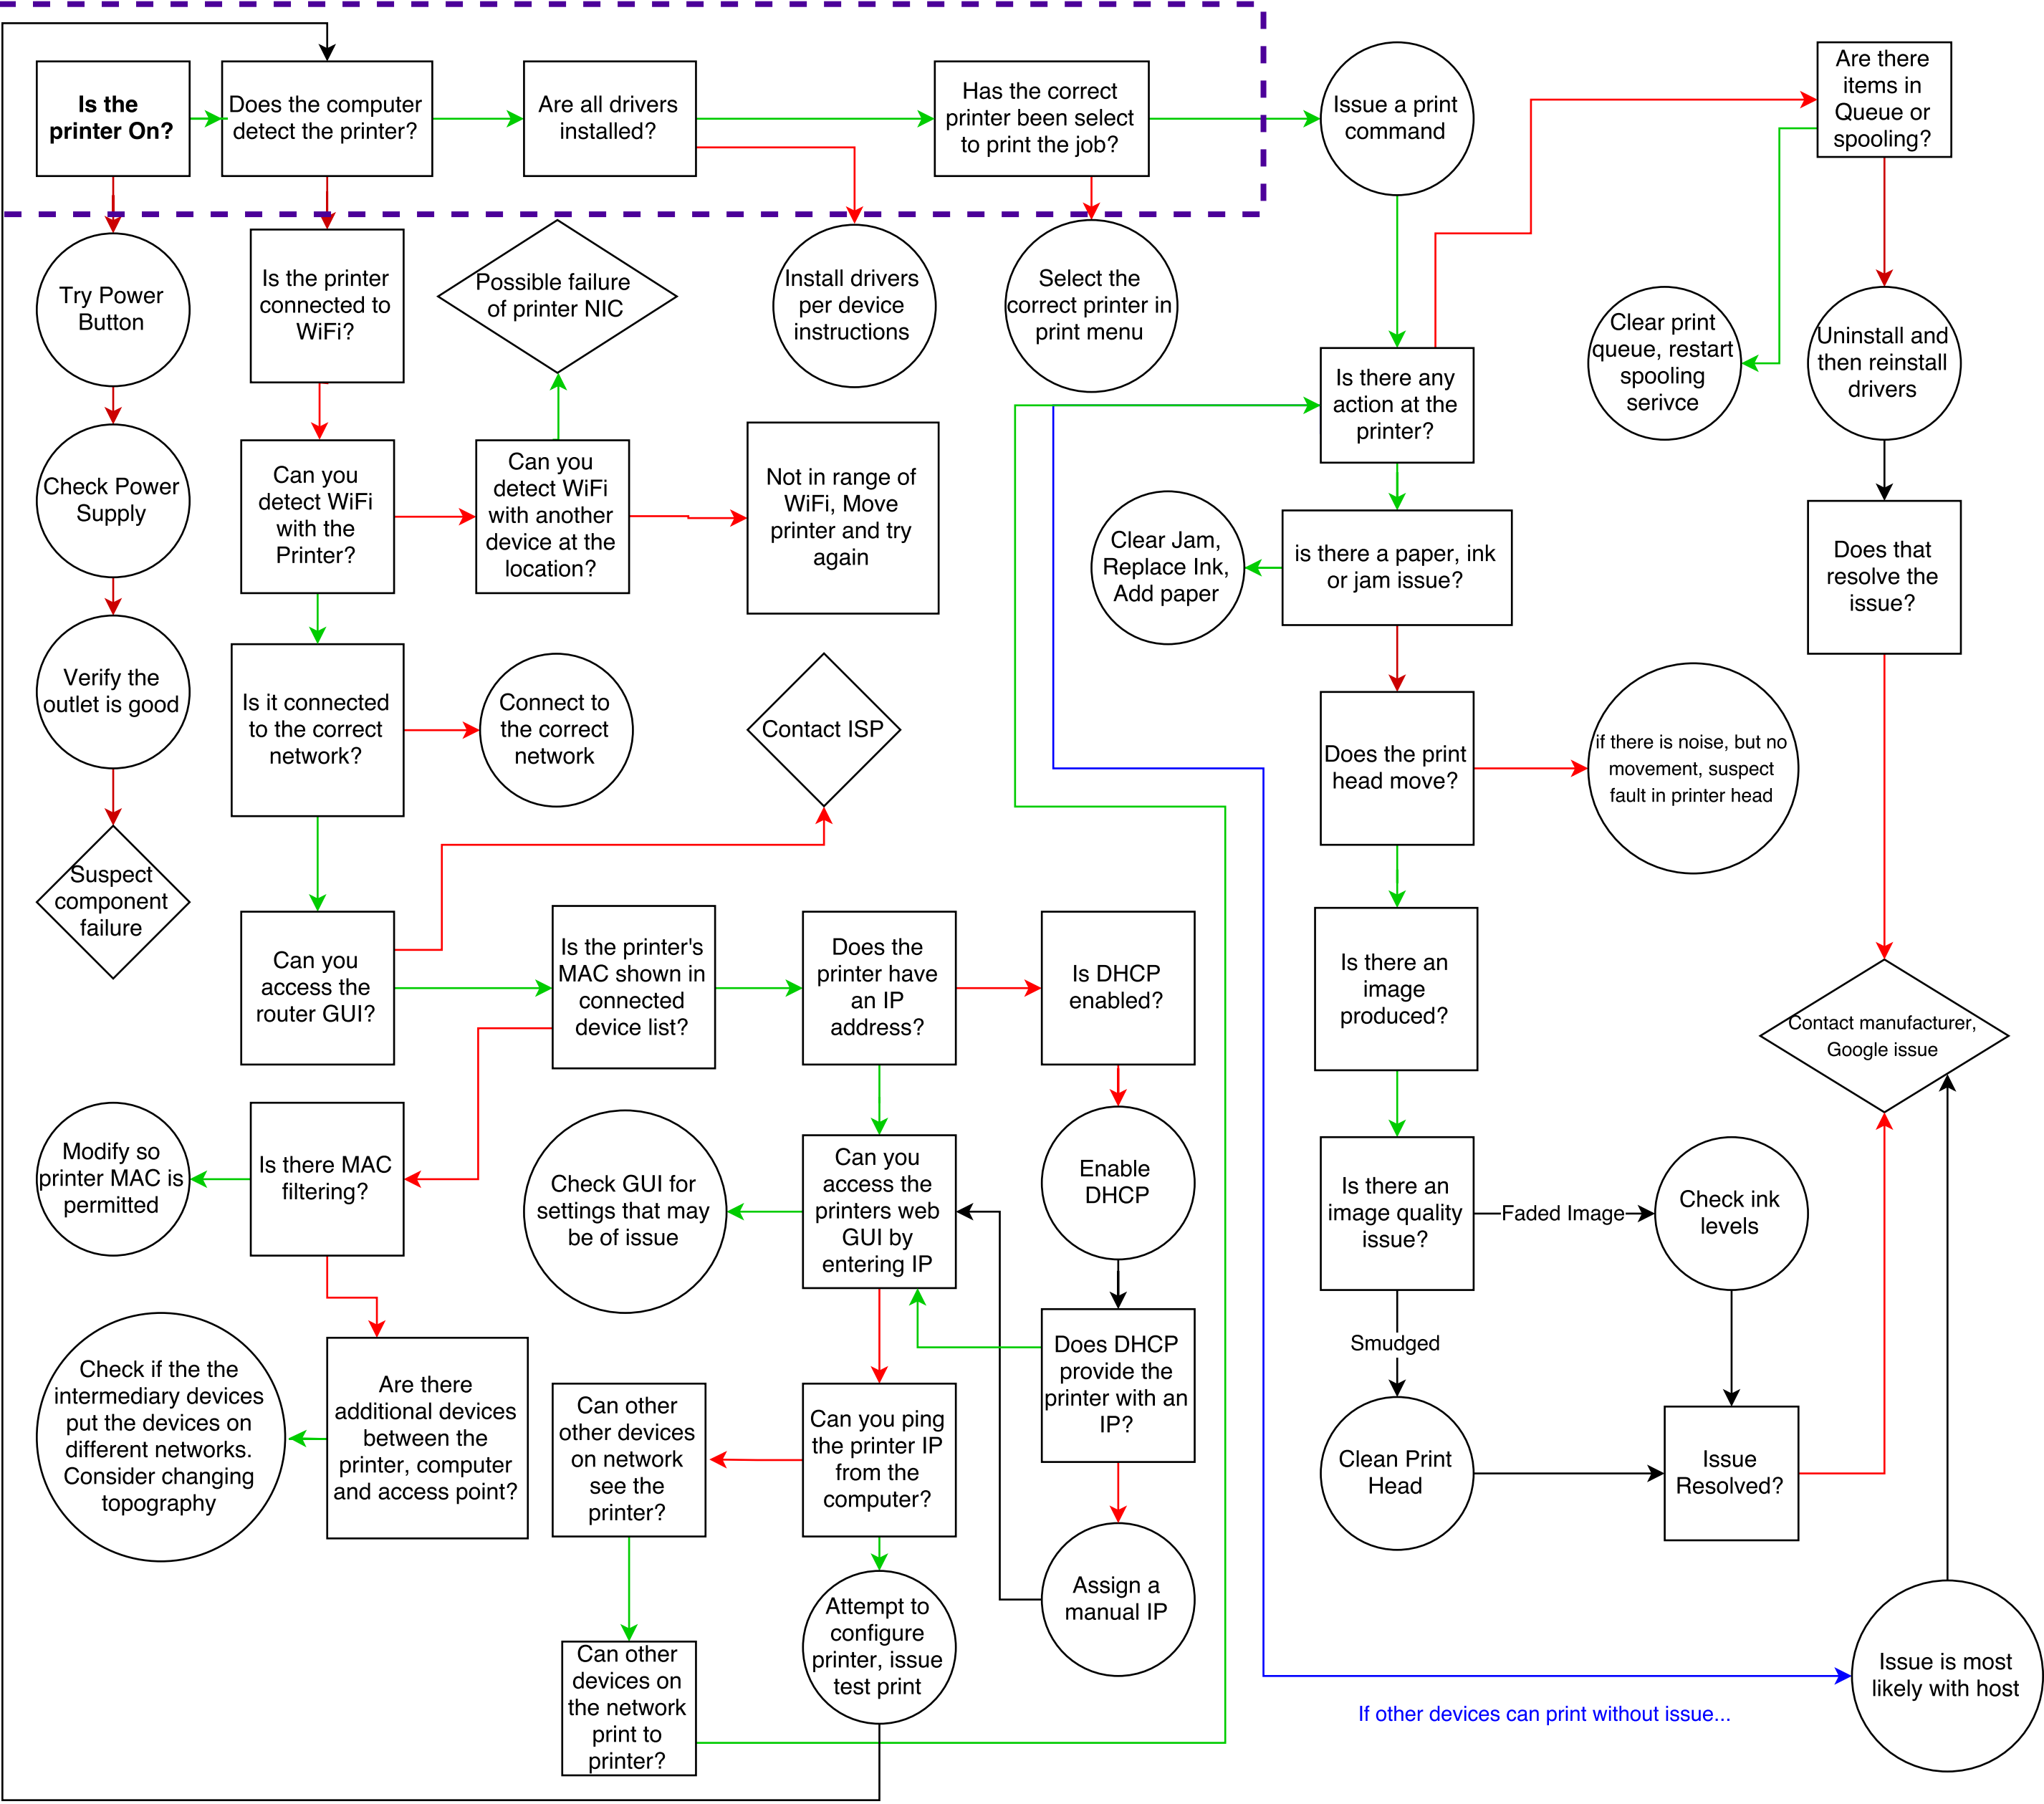 Is the
printer On?
Does the computer
detect the printer?
Are all drivers
installed?
Has the correct
printer been select
to print the job?
Issue a print
command
Are there
items in
Queue or
spooling?
Try Power
Button
Is the printer
connected to
WiFi?
Possible failure
of printer NIC
Install drivers
per device
instructions
Select the
correct printer in
print menu
Is there any
action at the
printer?
Clear print
queue, restart
spooling
serivce
Uninstall and
then reinstall
drivers
Check Power
Supply
Can you
detect WiFi
with the
Printer?
Can you
detect WiFi
with another
device at the
location?
Not in range of
WiFi, Move
printer and try
again
Clear Jam,
Replace Ink,
Add paper
is there a paper, ink
or jam issue?
Does that
resolve the
issue?
Verify the
outlet is good
Is it connected
to the correct
network?
Connect to
the correct
network
Contact ISP
Does the print
head move?
if there is noise, but no
movement, suspect
fault in printer head
Suspect
component
failure
Can you
access the
router GUI?
Is the printer's
MAC shown in
connected
device list?
Does the
printer have
an IP
address?
Is DHCP
enabled?
Is there an
image
produced?
Contact manufacturer,
Google issue
Modify so
printer MAC is
permitted
Is there MAC
filtering?
Check GUI for
settings that may
be of issue
Can you
access the
printers web
GUI by
entering IP
Enable
DHCP
Is there an
image quality
issue?
Faded Image
Check ink
levels
Smudged
Check if the the
intermediary devices
put the devices on
different networks.
Consider changing
topography
Are there
additional devices
between the
printer, computer
and access point?
Can other
other devices
on network
see the
printer?
Can you ping
the printer IP
from the
computer?
Does DHCP
provide the
printer with an
IP?
Clean Print
Head
Issue
Resolved?
Can other
devices on
the network
print to
printer?
Attempt to
configure
printer, issue
test print
Assign a
manual IP
If other devices can print without issue...
Issue is most
likely with host